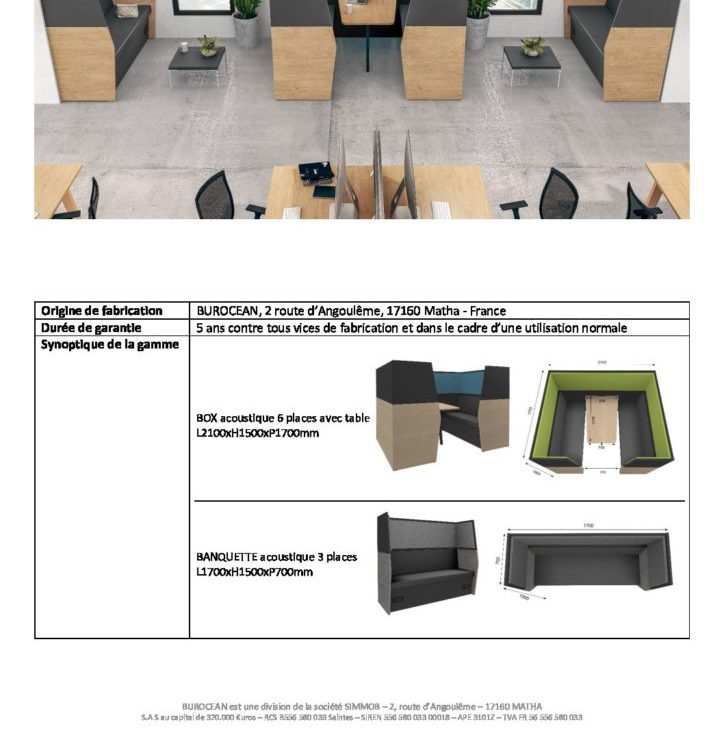 Origine de fabrication
BUROCEAN, 2 route d'Angoulême, 17160 Matha - France
Durée de garantie
5 ans contre tous vices de fabrication et dans le cadre d'une utilisation normale
Synoptique de la gamme
BOX acoustique 6 places avec table
L2100xH1500xP1700mm
BANQUETTE acoustique 3 places
L1700xH1500xP700mm
1700
700
1500
BUROCEAN est une division de la société SIMMOB – 2, route d'Angoulême – 17160 MATHA
S.A.S au capital de 320.000 €uros – RCS B556 580 033 Saintes – SIREN 556 580 033 00018 – APE 3101Z – TVA FR 56 556 580 033